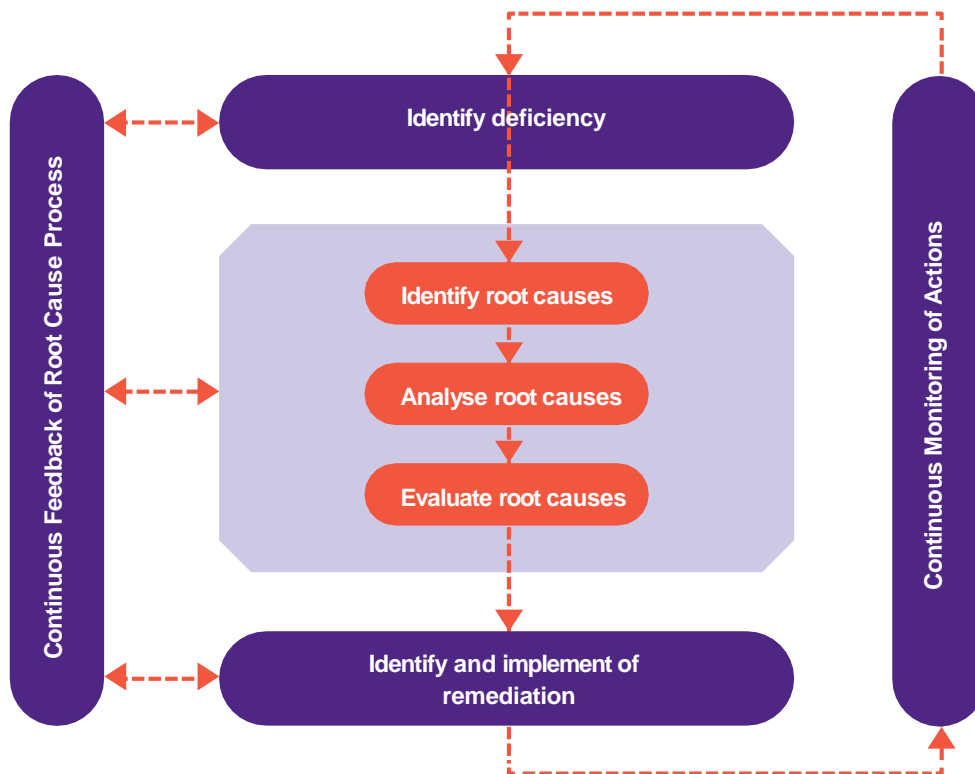 Identify deficiency
Continuous Feedback of Root Cause Process
Identify root causes
Analyse root causes
Evaluate root causes
Continuous Monitoring of Actions
Identify and implement of
remediation